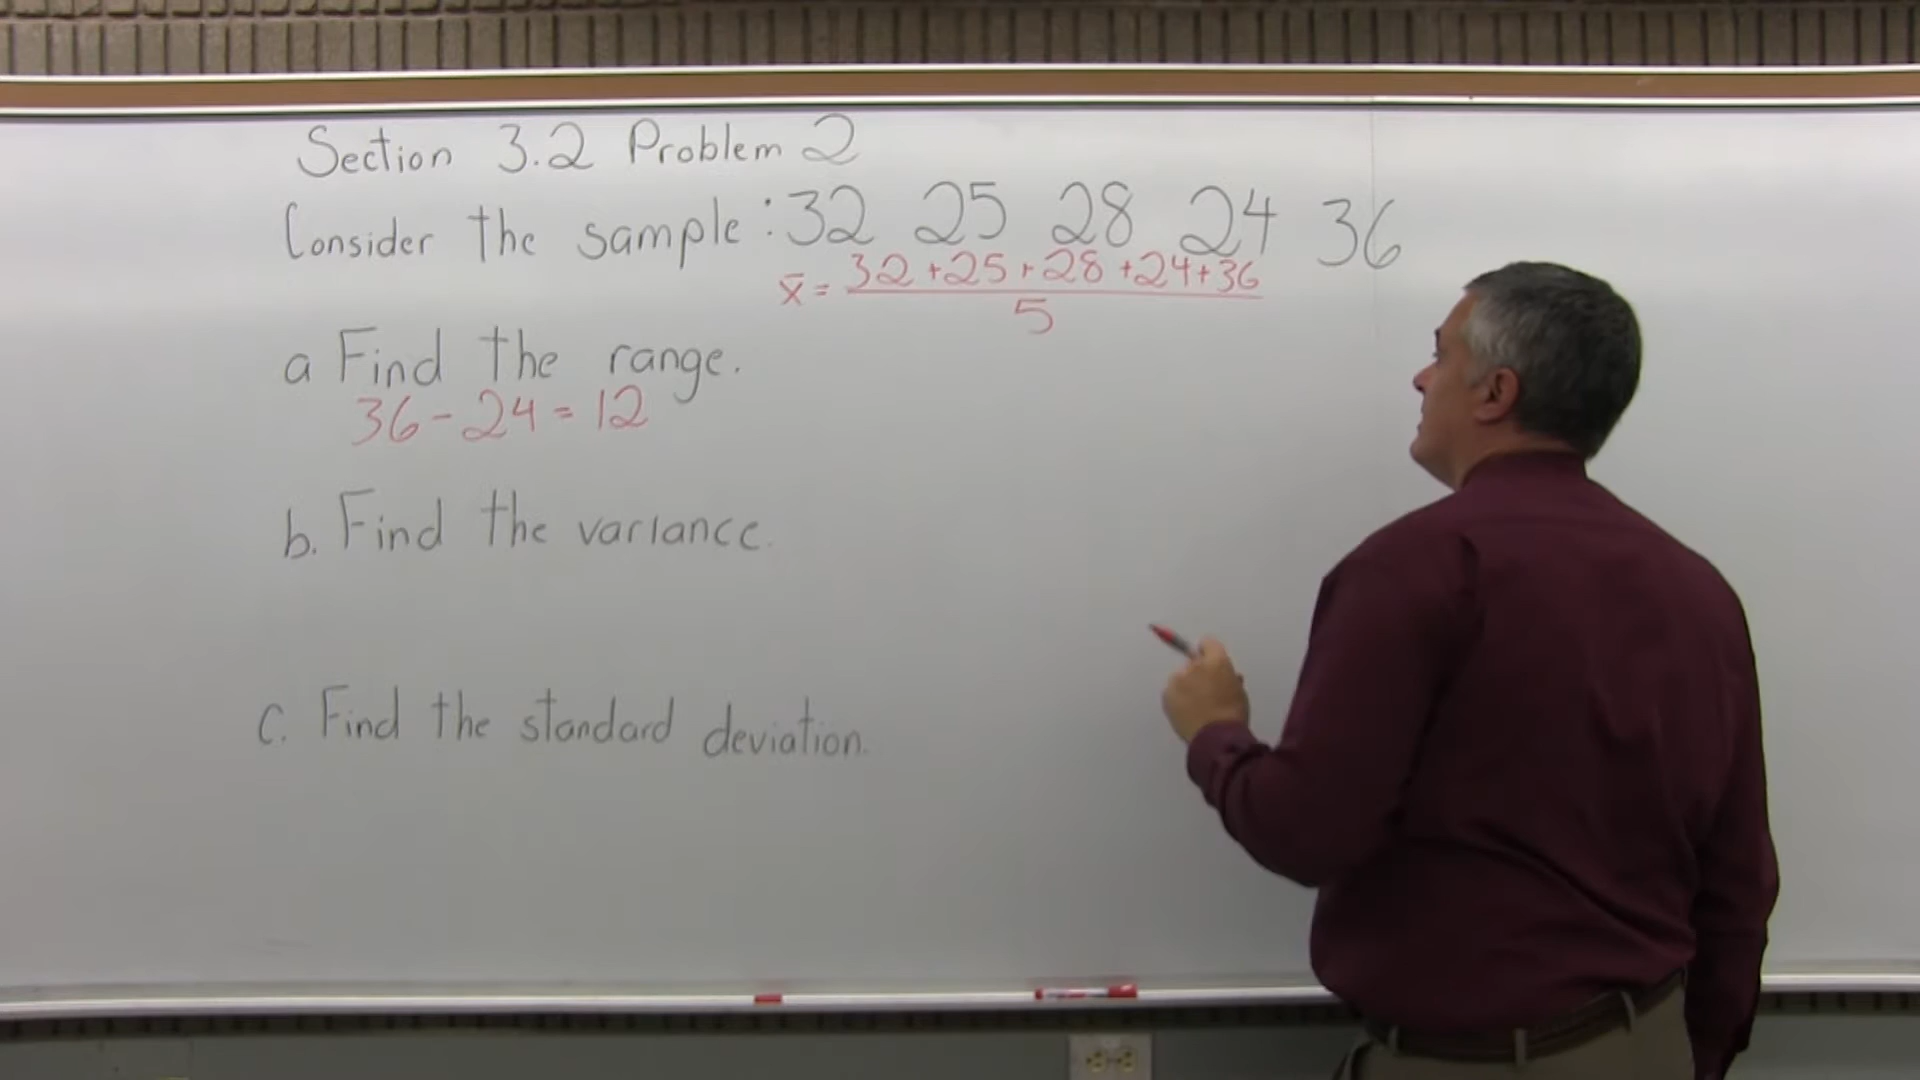 Section 3.2 Problem 2
Consider the sample: 32 25 28 24 36
x̄ = 32+25+28+24+36
5
a Find the range.
36 - 24 = 12
b. Find the variance.
c. Find the standard deviation.